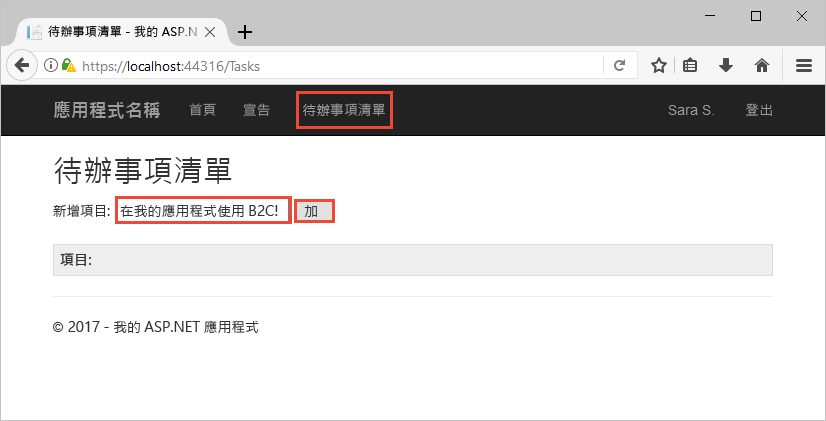 待辦事項清單 - 我的 ASP.N
https://localhost:44316/Tasks
應用程式名稱 首頁 宣告 待辦事項清單 Sara S. 登出
待辦事項清單
新增項目: 在我的應用程式使用 B2C! 加
項目:
© 2017 - 我的 ASP.NET 應用程式